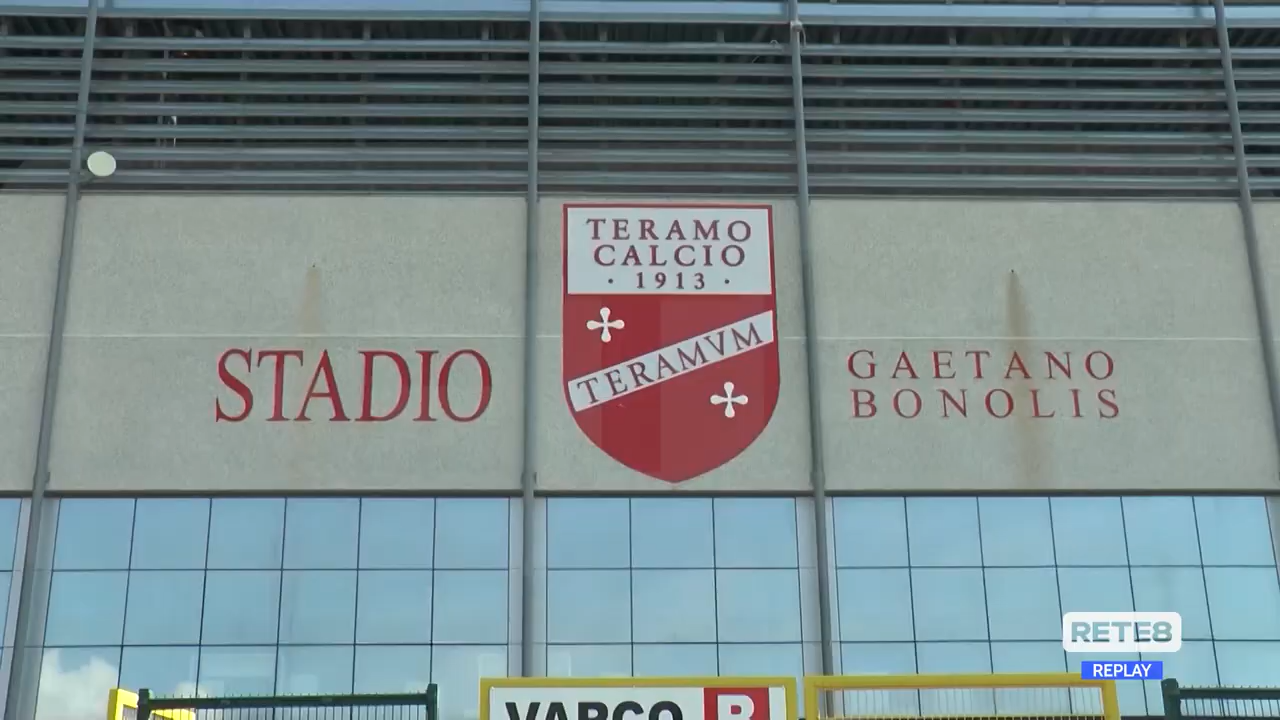 TERAMO
CALCIO
· 1913 ·
TERAMVM
STADIO
GAETANO
BONOLIS
RETE8
REPLAY
VARCO B